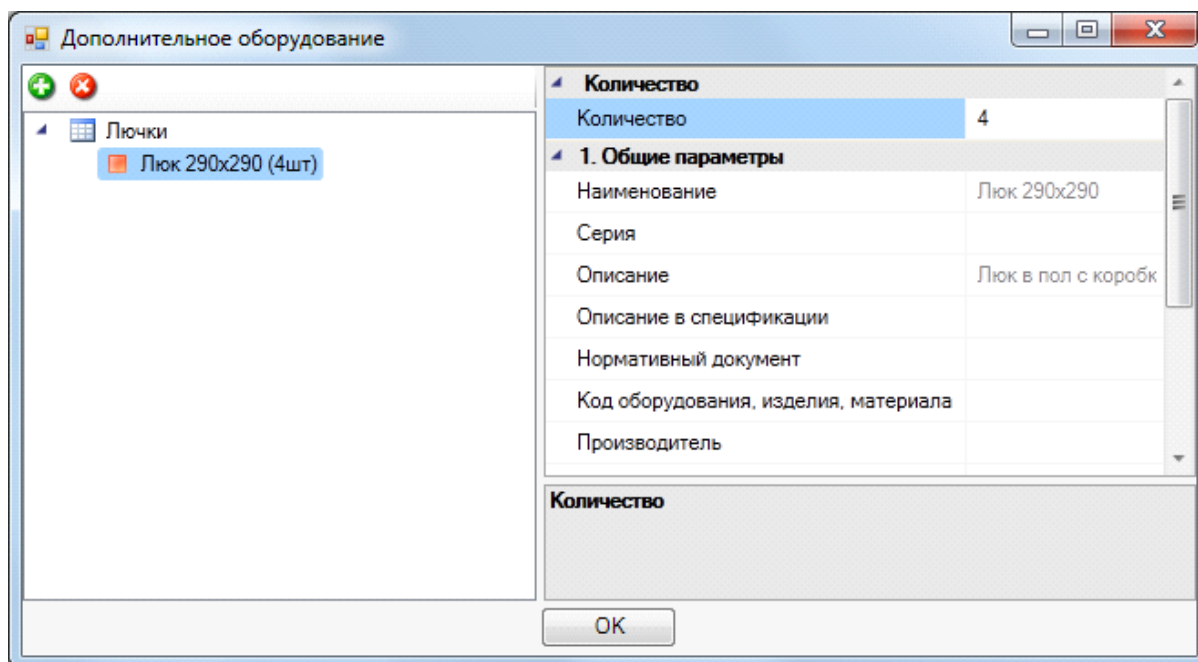 Дополнительное оборудование
Лючки
Люк 290x290 (4шт)
Количество
Количество 4
1. Общие параметры
Наименование Люк 290x290
Серия
Описание Люк в пол с коробк
Описание в спецификации
Нормативный документ
Код оборудования, изделия, материала
Производитель
Количество
OK